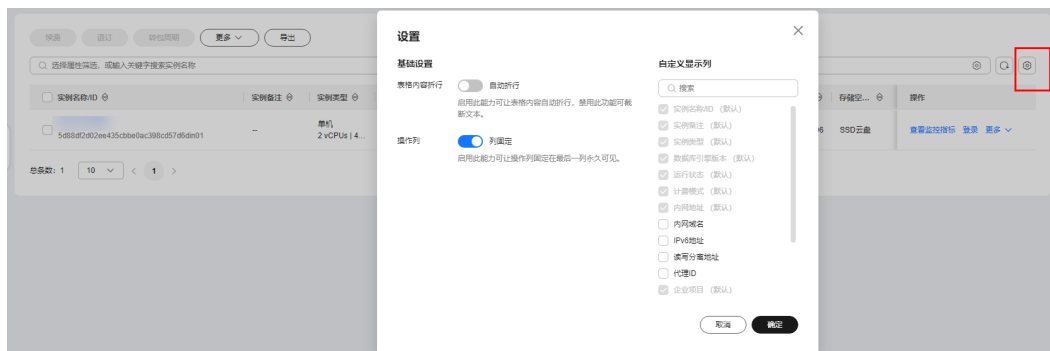 续费 退订 转包周期 更多 导出
选择属性筛选，或输入关键字搜索实例名称
实例名称/ID 实例备注 实例类型 存储空... 操作
5d88df2d02ee435cbbe0ac398cd57d6din01 -- 单机 SSD云盘 查看监控指标 登录 更多
2 vCPUs | 4...
总条数: 1 10 1
设置
基础设置
表格内容折行 自动折行
启用此能力可让表格内容自动折行，禁用此功能可截
断文本。
操作列 列固定
启用此能力可让操作列固定在最后一列永久可见。
自定义显示列
搜索
实例名称/ID （默认）
实例备注 （默认）
实例类型 （默认）
数据库引擎版本 （默认）
运行状态 （默认）
计费模式 （默认）
内网地址 （默认）
内网域名
IPv6地址
读写分离地址
代理ID
企业项目 （默认）
取消 确定